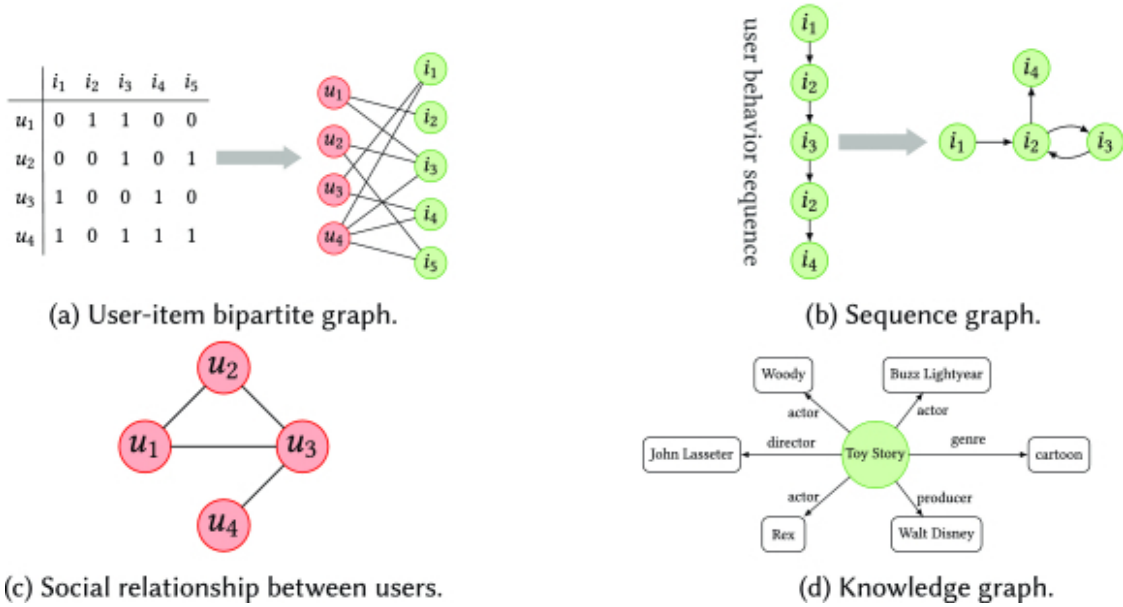 i1 i2 i3 i4 i5
u1 0 1 1 0 0
u2 0 0 1 0 1
u3 1 0 0 1 0
u4 1 0 1 1 1
u1
u2
u3
u4
i1
i2
i3
i4
i5
(a) User-item bipartite graph.
user behavior sequence
i1
i2
i3
i2
i4
i4
i1 i2 i3
(b) Sequence graph.
u2
u1 u3
u4
(c) Social relationship between users.
Woody Buzz Lightyear
actor actor
John Lasseter director Toy Story genre cartoon
actor producer
Rex Walt Disney
(d) Knowledge graph.